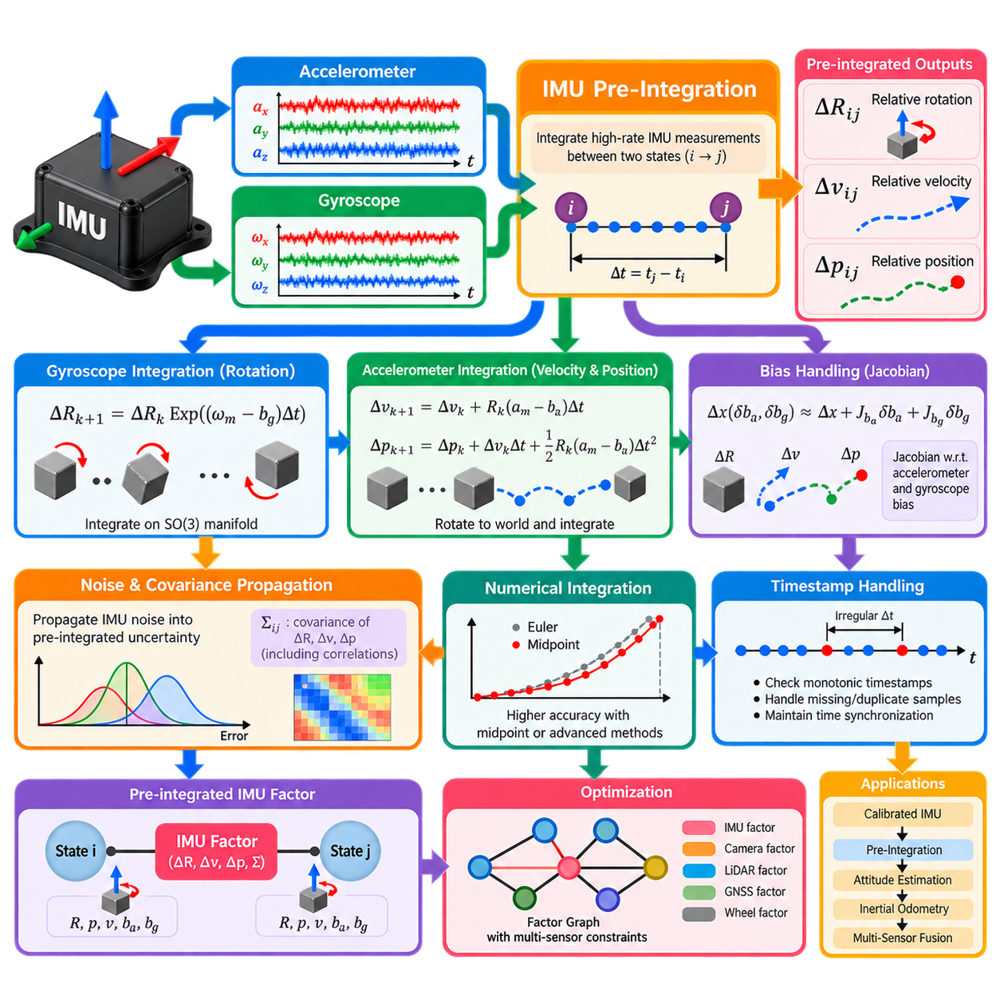 IMU
Accelerometer
a_x
a_y
a_z
t
Gyroscope
ω_x
ω_y
ω_z
t
IMU Pre-Integration
Integrate high-rate IMU measurements
between two states (i → j)
i
j
Δt = t_j − t_i
Pre-integrated Outputs
ΔR_ij Relative rotation
Δv_ij Relative velocity
Δp_ij Relative position
Gyroscope Integration (Rotation)
ΔR_{k+1} = ΔR_k Exp((ω_m − b_g)Δt)
Integrate on SO(3) manifold
Accelerometer Integration (Velocity & Position)
Δv_{k+1} = Δv_k + R_k(a_m − b_a)Δt
Δp_{k+1} = Δp_k + Δv_kΔt + 1/2 R_k(a_m − b_a)Δt²
Rotate to world and integrate
Bias Handling (Jacobian)
Δx(δb_a, δb_g) ≈ Δx + J_{b_a} δb_a + J_{b_g} δb_g
ΔR
Δv
Δp
Jacobian w.r.t.
accelerometer
and gyroscope
bias
Noise & Covariance Propagation
Propagate IMU noise into
pre-integrated uncertainty
Σ_ij : covariance of
ΔR, Δv, Δp
(including correlations)
Error
Numerical Integration
Euler
Midpoint
Higher accuracy with
midpoint or advanced methods
Timestamp Handling
Irregular Δt
t
• Check monotonic timestamps
• Handle missing/duplicate samples
• Maintain time synchronization
Pre-integrated IMU Factor
State i
IMU Factor
(ΔR, Δv, Δp, Σ)
State j
R, p, v, b_a, b_g
R, p, v, b_a, b_g
Optimization
IMU factor
Camera factor
LiDAR factor
GNSS factor
Wheel factor
Factor Graph
with multi-sensor constraints
Applications
Calibrated IMU
Pre-Integration
Attitude Estimation
Inertial Odometry
Multi-Sensor Fusion